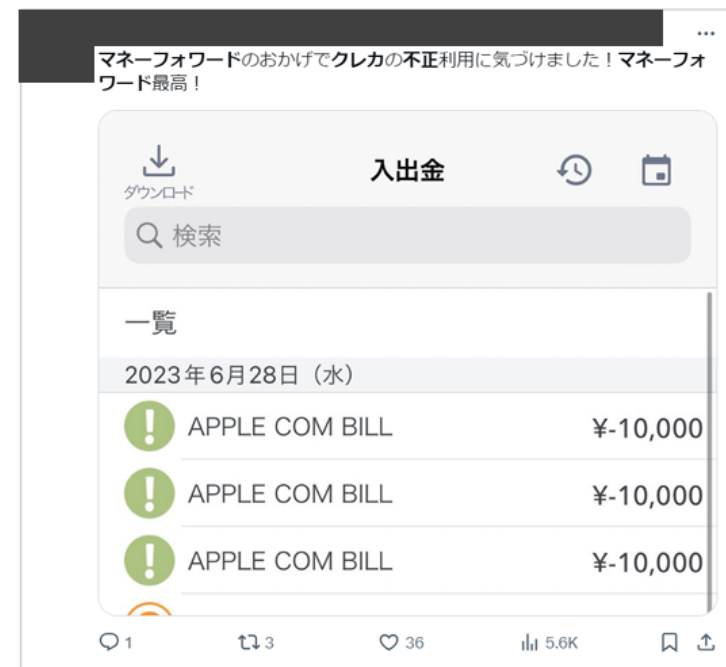 マネーフォワードのおかげでクレカの不正利用に気づけました！マネーフォ
ワード最高！
ダウンロード
入出金
検索
一覧
2023年6月28日（水）
APPLE COM BILL ¥-10,000
APPLE COM BILL ¥-10,000
APPLE COM BILL ¥-10,000
1 3 36 5.6K